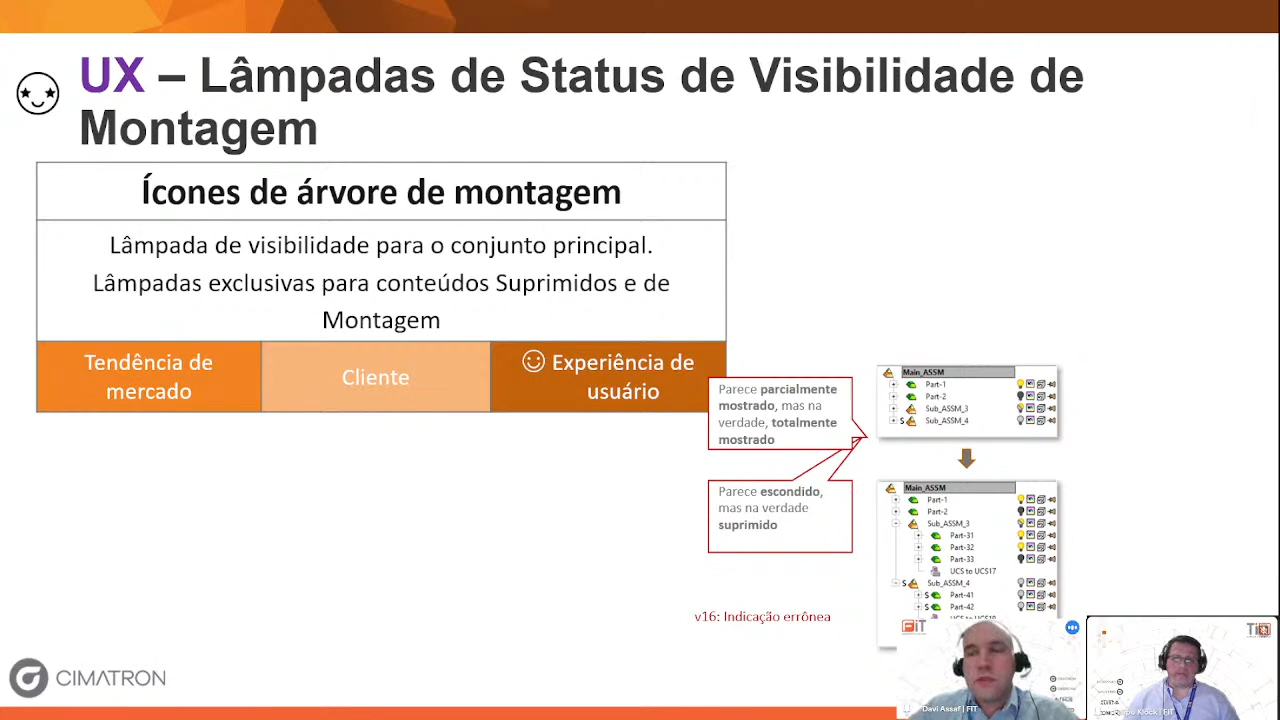 UX – Lâmpadas de Status de Visibilidade de
Montagem
Ícones de árvore de montagem
Lâmpada de visibilidade para o conjunto principal.
Lâmpadas exclusivas para conteúdos Suprimidos e de
Montagem
Tendência de
mercado
Cliente
Experiência de
usuário
Parece parcialmente
mostrado, mas na
verdade, totalmente
mostrado
Parece escondido,
mas na verdade
suprimido
v16: Indicação errônea
Main_ASSM
Part-1
Part-2
Sub_ASSM_3
S Sub_ASSM_4
Main_ASSM
Part-1
Part-2
Sub_ASSM_3
Part-31
Part-32
Part-33
UCS to UCS17
S Sub_ASSM_4
S Part-41
S Part-42
FiT
Davi Assaf | FIT
Klock | FIT
CIMATRON